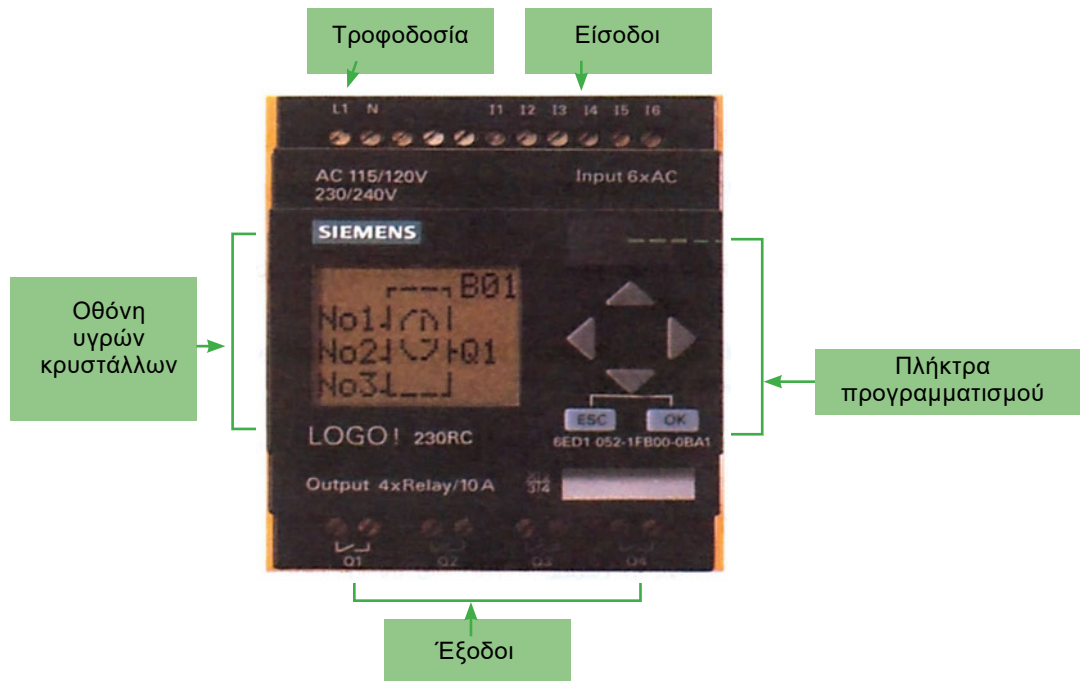 Τροφοδοσία
Είσοδοι
L1 N I1 I2 I3 I4 I5 I6
AC 115/120V
230/240V
Input 6xAC
SIEMENS
B01
No1
No2 Q1
No3
Οθόνη
υγρών
κρυστάλλων
Πλήκτρα
προγραμματισμού
ESC OK
LOGO! 230RC
6ED1 052-1FB00-0BA1
Output 4xRelay/10A
Q1 Q2 Q3 Q4
Έξοδοι